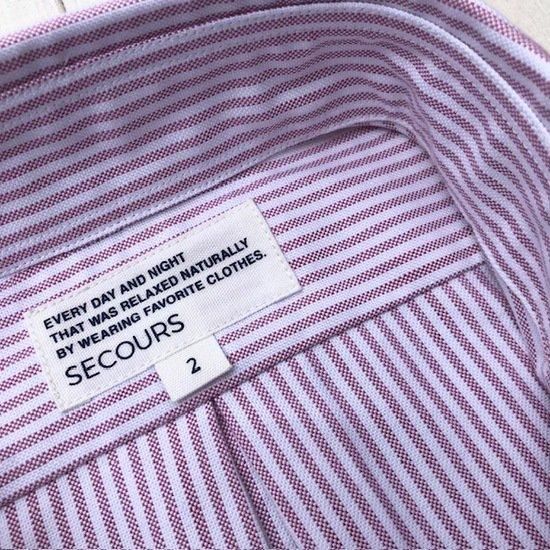 EVERY DAY AND NIGHT
THAT WAS RELAXED NATURALLY
BY WEARING FAVORITE CLOTHES.
SECOURS
2